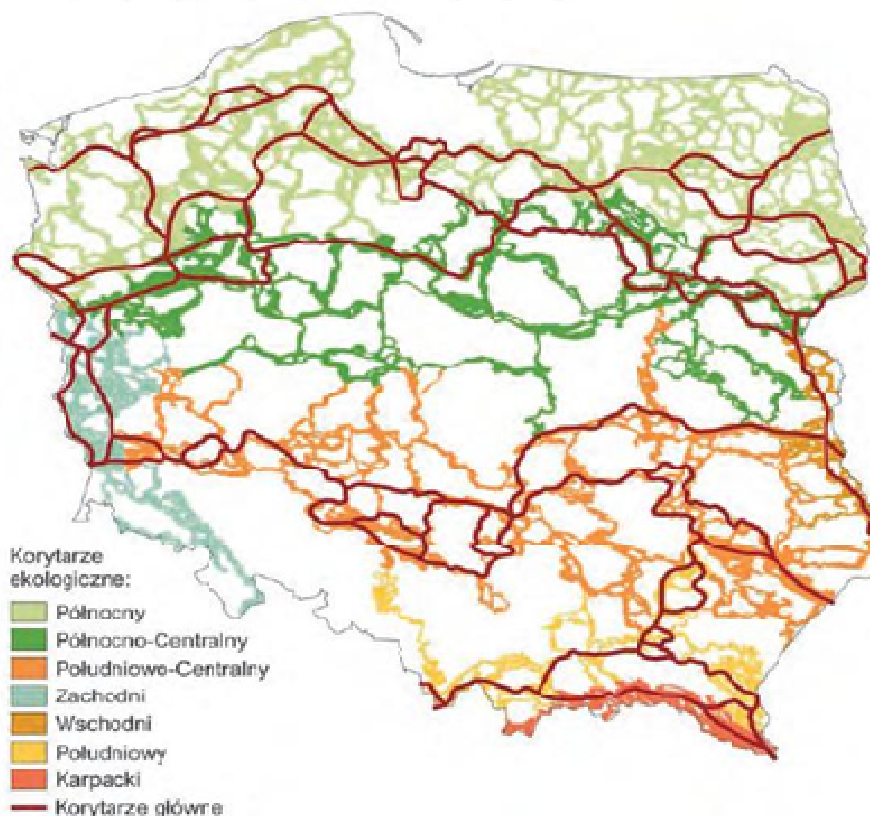 Korytarze
ekologiczne:
Północny
Północno-Centralny
Południowo-Centralny
Zachodni
Wschodni
Południowy
Karpacki
Korytarze główne